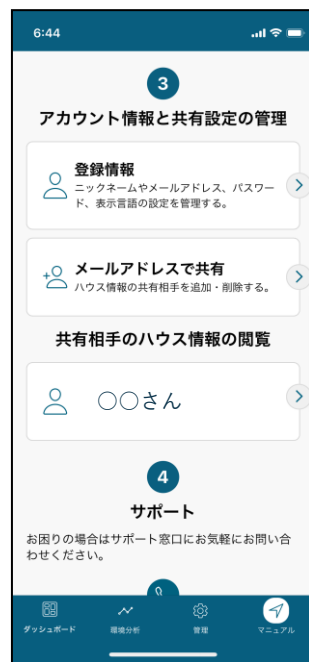 6:44
3
アカウント情報と共有設定の管理
登録情報
ニックネームやメールアドレス、パスワー
ド、表示言語の設定を管理する。
メールアドレスで共有
ハウス情報の共有相手を追加・削除する。
共有相手のハウス情報の閲覧
〇〇さん
4
サポート
お困りの場合はサポート窓口にお気軽にお問い合
わせください。
ダッシュボード
環境分析
管理
マニュアル